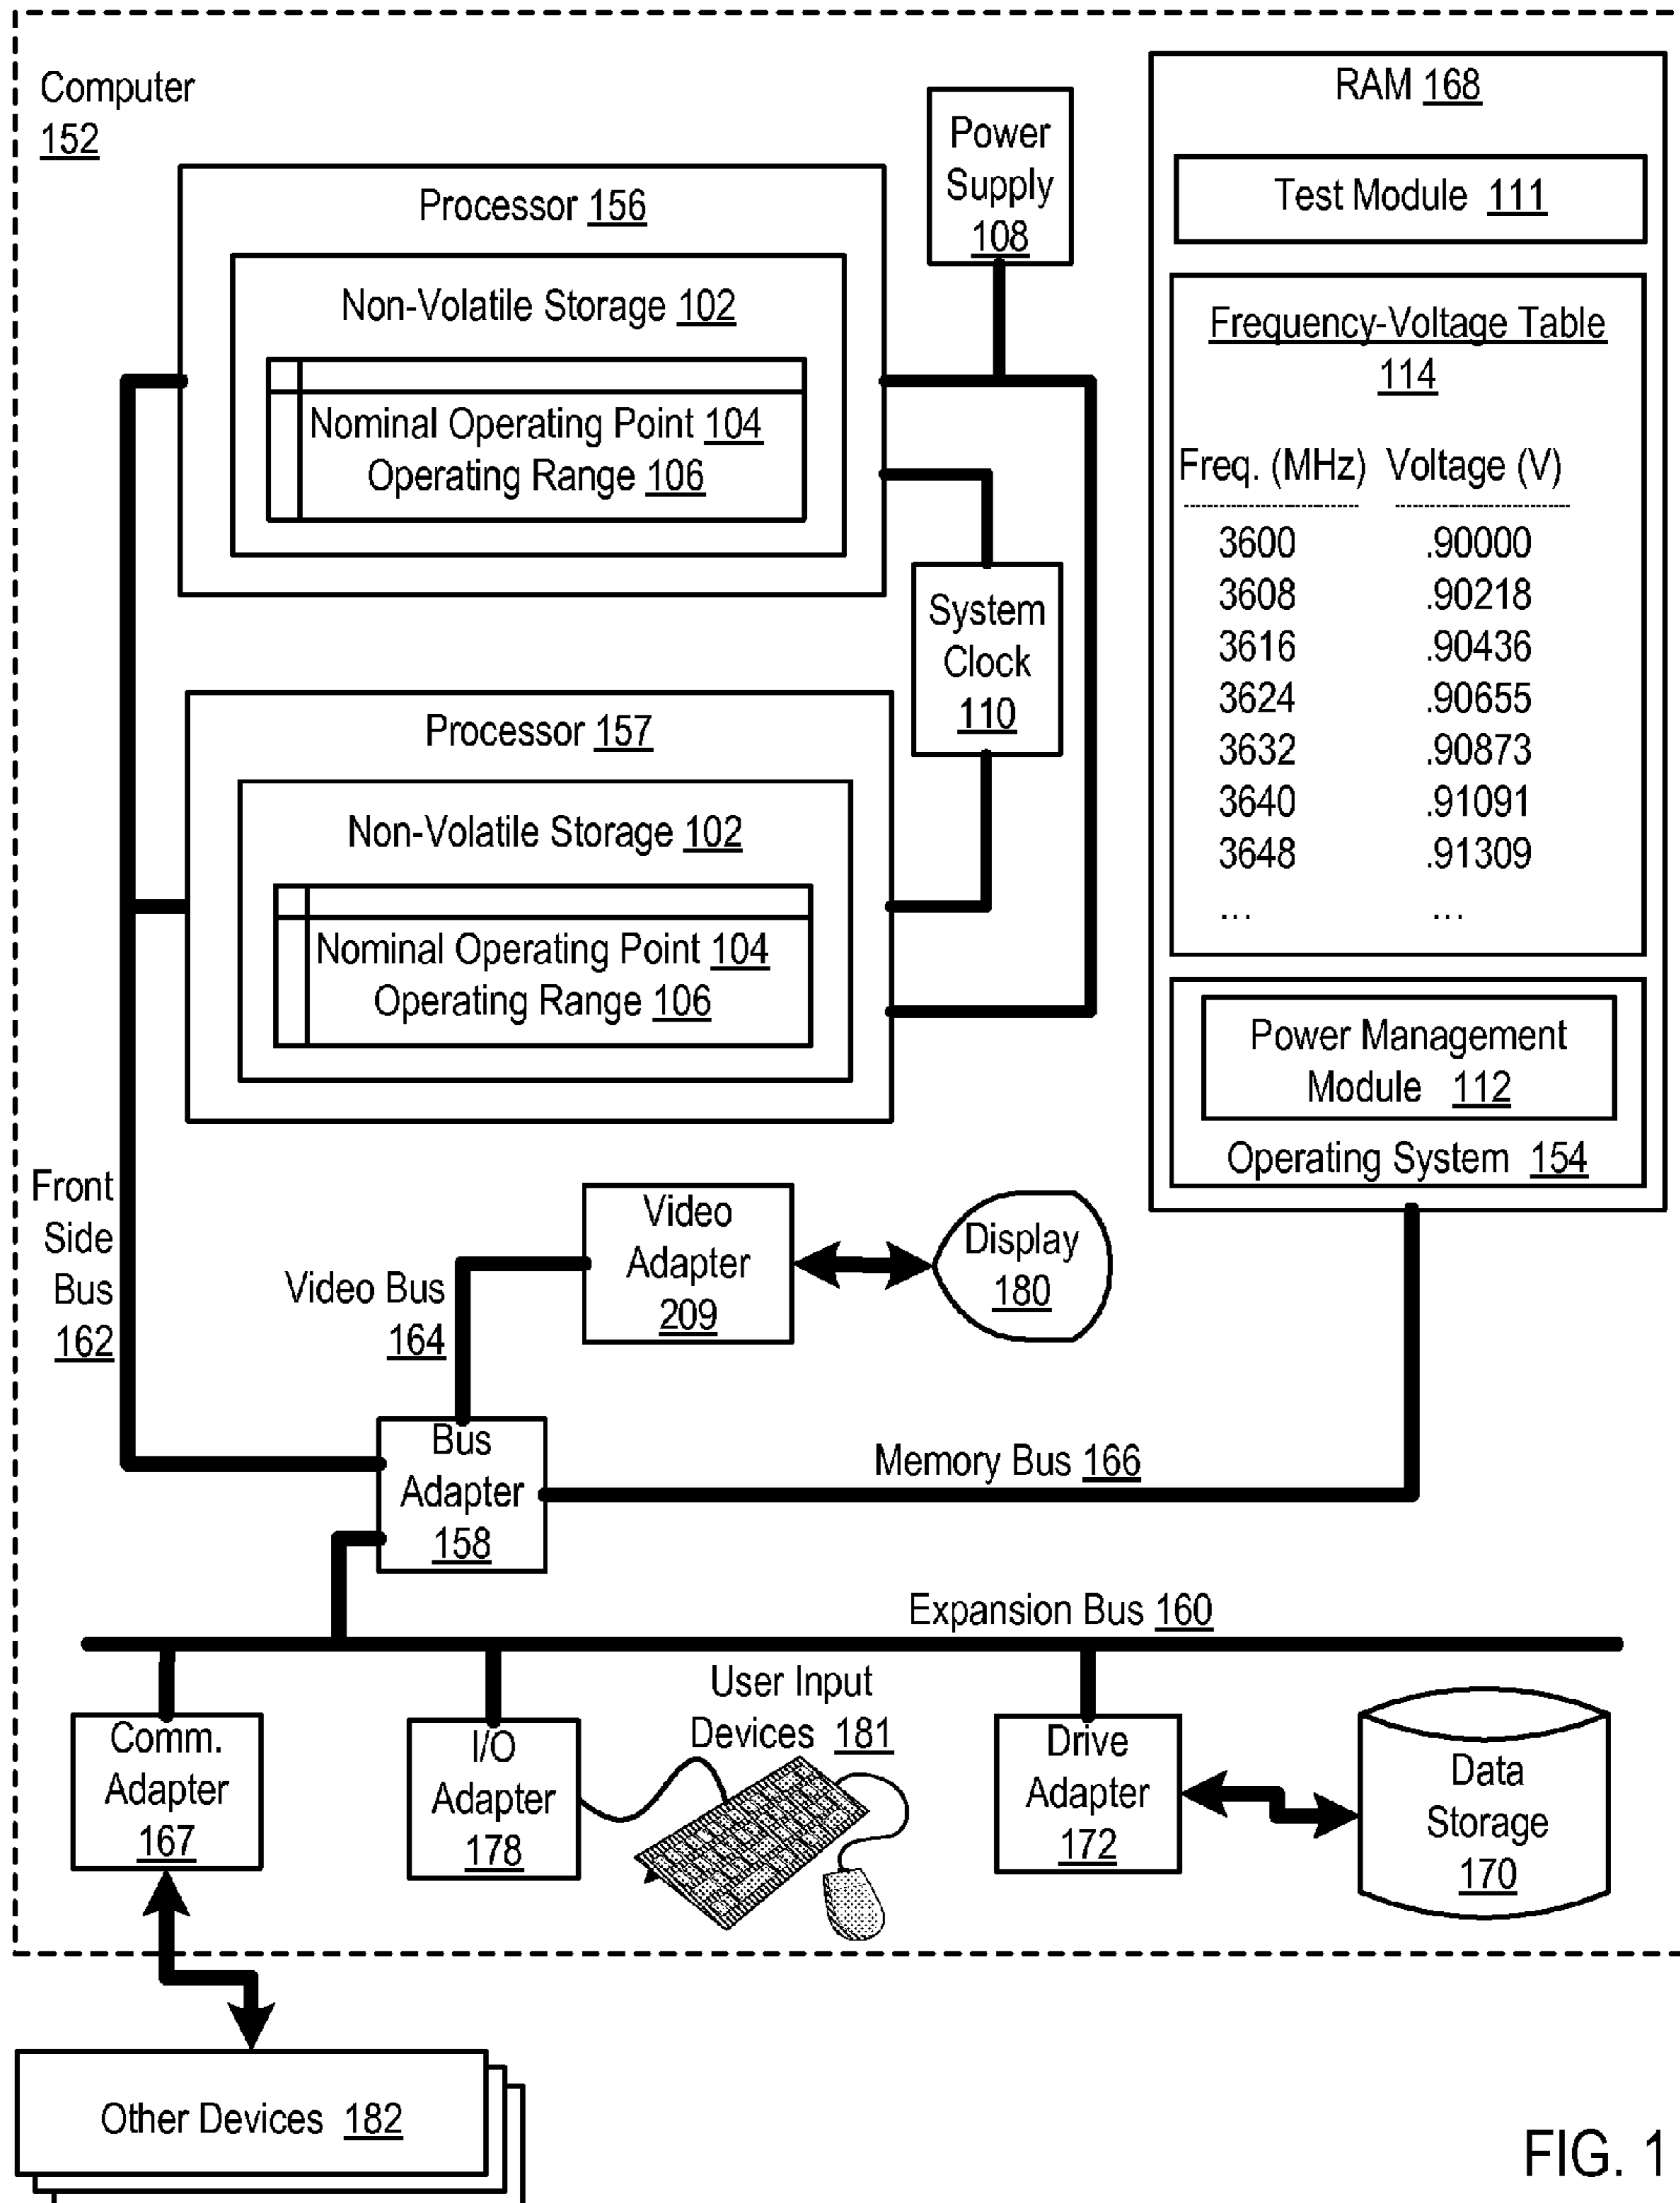 Computer
152
Processor 156
Non-Volatile Storage 102
Nominal Operating Point 104
Operating Range 106
Power
Supply
108
System
Clock
110
Processor 157
Non-Volatile Storage 102
Nominal Operating Point 104
Operating Range 106
RAM 168
Test Module 111
Frequency-Voltage Table
114
Freq. (MHz) Voltage (V)
3600 .90000
3608 .90218
3616 .90436
3624 .90655
3632 .90873
3640 .91091
3648 .91309
... ...
Power Management
Module 112
Operating System 154
Front
Side
Bus
162
Video Bus
164
Video
Adapter
209
Display
180
Bus
Adapter
158
Memory Bus 166
Expansion Bus 160
Comm.
Adapter
167
I/O
Adapter
178
User Input
Devices 181
Drive
Adapter
172
Data
Storage
170
Other Devices 182
FIG. 1